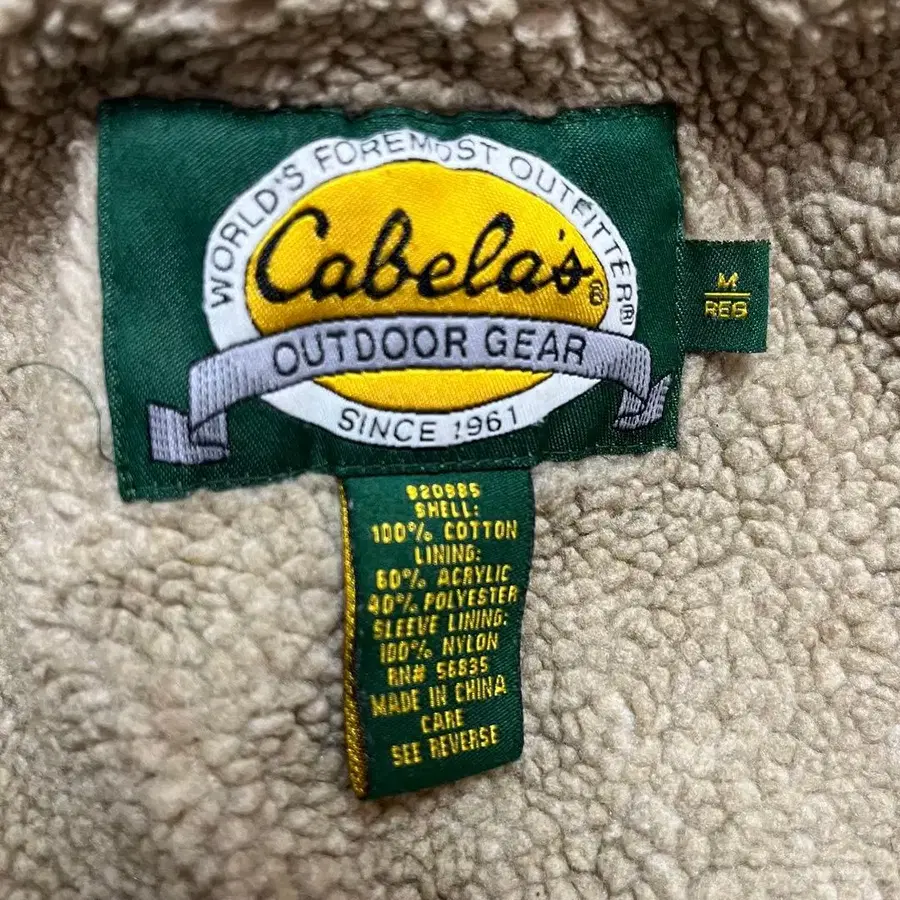 WORLD'S FOREMOST OUTFITTER®
Cabela's®
OUTDOOR GEAR
SINCE 1961
M
REG
920985
SHELL:
100% COTTON
LINING:
60% ACRYLIC
40% POLYESTER
SLEEVE LINING:
100% NYLON
RN# 56835
MADE IN CHINA
CARE
SEE REVERSE